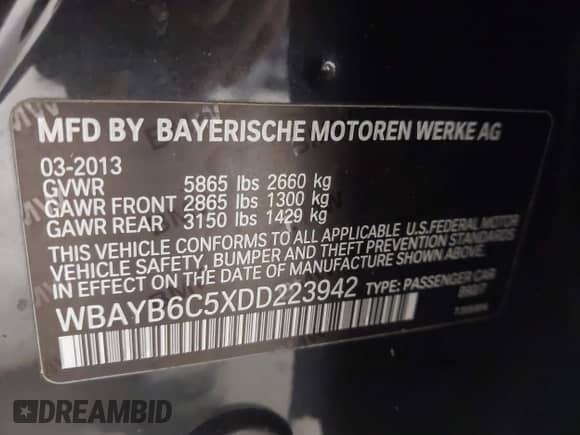 MFD BY BAYERISCHE MOTOREN WERKE AG
03-2013
GVWR 5865 lbs 2660 kg
GAWR FRONT 2865 lbs 1300 kg
GAWR REAR 3150 lbs 1429 kg
THIS VEHICLE CONFORMS TO ALL APPLICABLE U.S. FEDERAL MOTOR
VEHICLE SAFETY, BUMPER AND THEFT PREVENTION STANDARDS
IN EFFECT ON THE DATE OF MANUFACTURE SHOWN ABOVE.
WBAYB6C5XDD223942 TYPE: PASSENGER CAR
DREAMBID